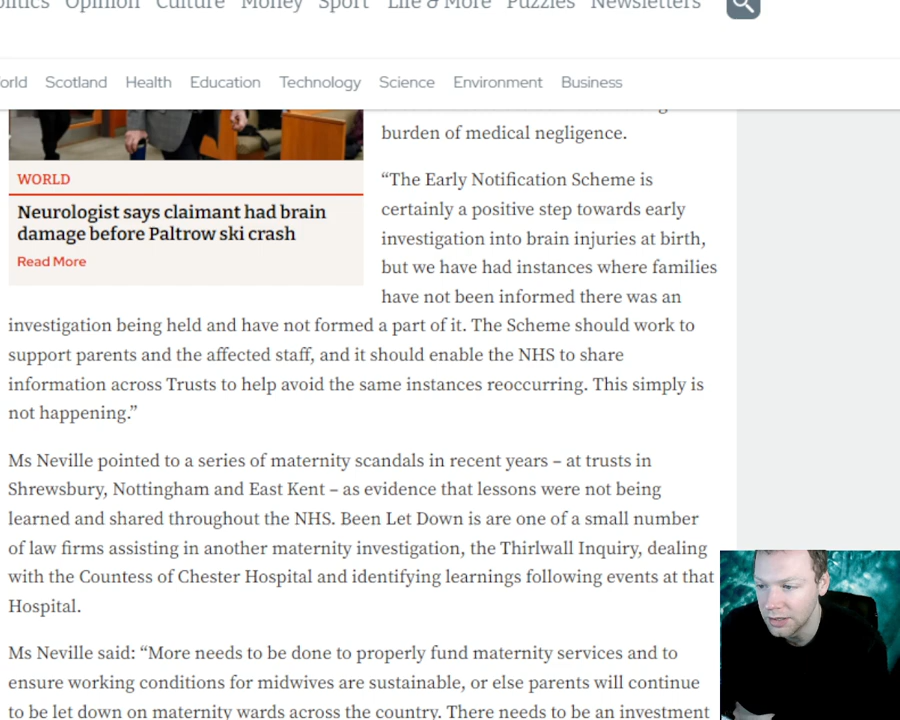 Opinion Culture Money Sport Life & More Puzzles Newsletters
Scotland Health Education Technology Science Environment Business
burden of medical negligence.
WORLD
Neurologist says claimant had brain
damage before Paltrow ski crash
Read More
“The Early Notification Scheme is
certainly a positive step towards early
investigation into brain injuries at birth,
but we have had instances where families
have not been informed there was an
investigation being held and have not formed a part of it. The Scheme should work to
support parents and the affected staff, and it should enable the NHS to share
information across Trusts to help avoid the same instances reoccurring. This simply is
not happening.”
Ms Neville pointed to a series of maternity scandals in recent years – at trusts in
Shrewsbury, Nottingham and East Kent – as evidence that lessons were not being
learned and shared throughout the NHS. Been Let Down is are one of a small number
of law firms assisting in another maternity investigation, the Thirlwall Inquiry, dealing
with the Countess of Chester Hospital and identifying learnings following events at that
Hospital.
Ms Neville said: “More needs to be done to properly fund maternity services and to
ensure working conditions for midwives are sustainable, or else parents will continue
to be let down on maternity wards across the country. There needs to be an investment